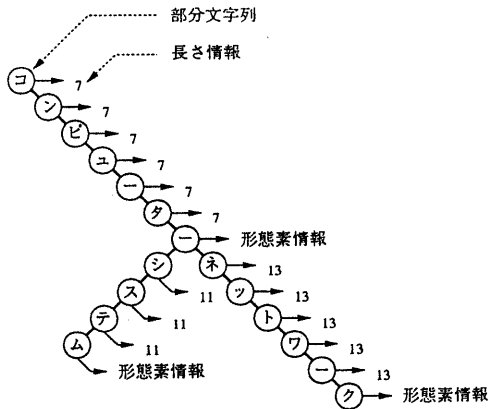 部分文字列
長さ情報
コ 7
ン 7
ピ 7
ュ 7
ー 7
タ 7
ー 形態素情報
シ 11
ネ 13
ス 11
ッ 13
テ 11
ト 13
ム 形態素情報
ワ 13
ー 13
ク 形態素情報